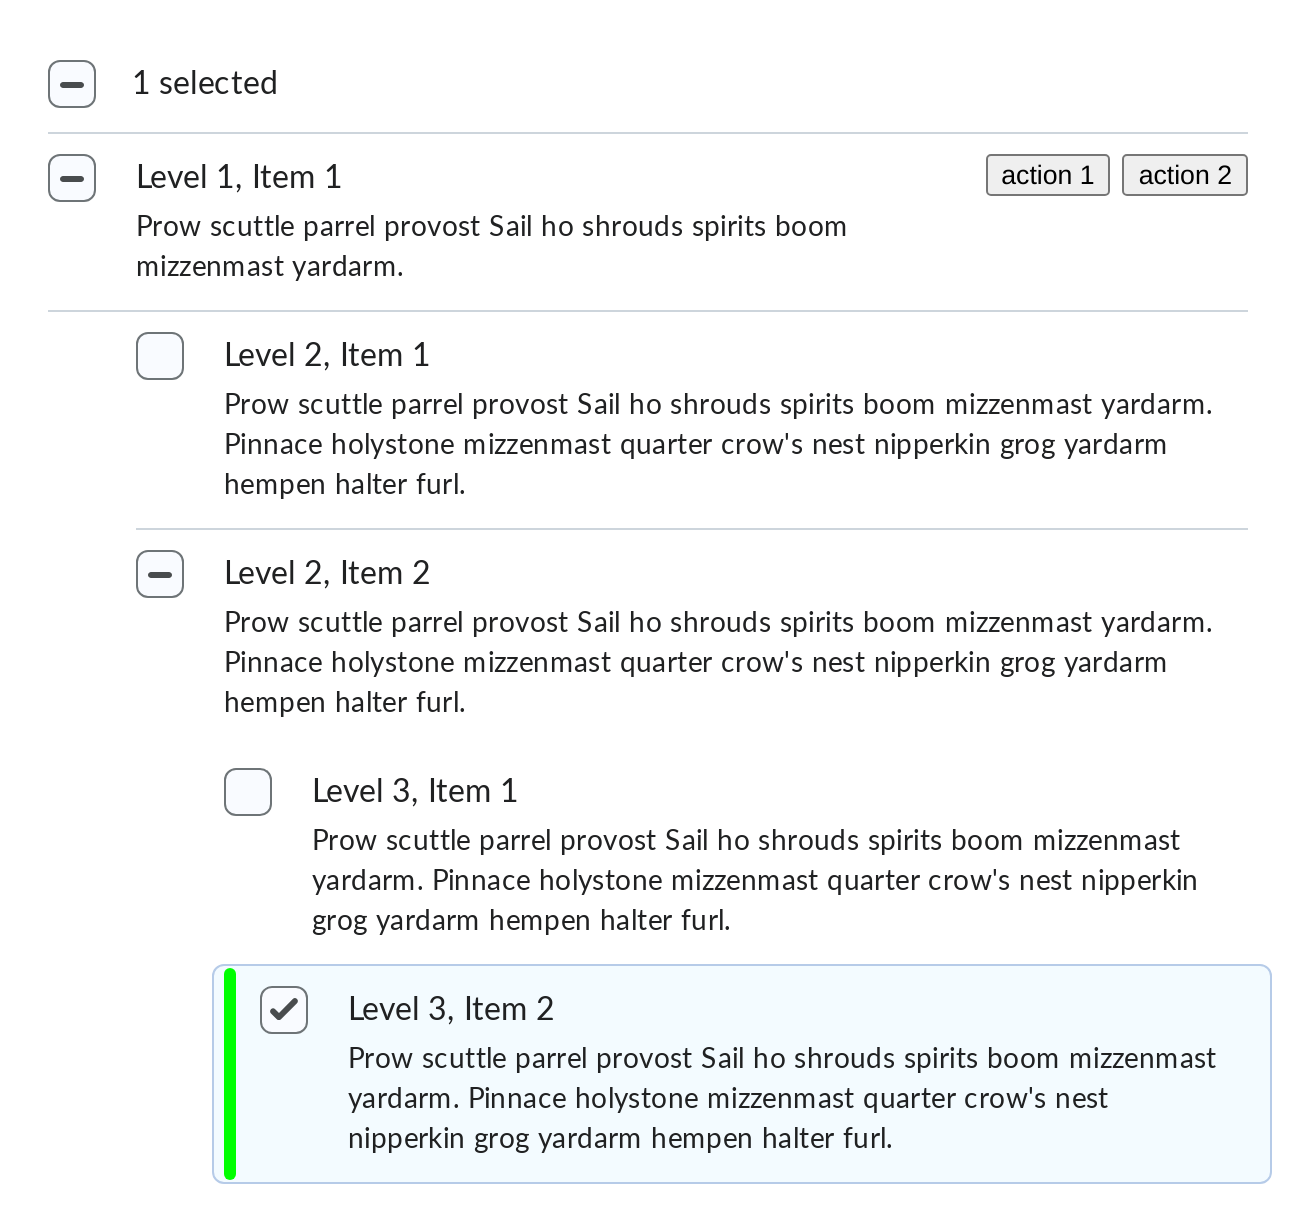 1 selected
Level 1, Item 1
action 1
action 2
Prow scuttle parrel provost Sail ho shrouds spirits boom
mizzenmast yardarm.
Level 2, Item 1
Prow scuttle parrel provost Sail ho shrouds spirits boom mizzenmast yardarm.
Pinnace holystone mizzenmast quarter crow's nest nipperkin grog yardarm
hempen halter furl.
Level 2, Item 2
Prow scuttle parrel provost Sail ho shrouds spirits boom mizzenmast yardarm.
Pinnace holystone mizzenmast quarter crow's nest nipperkin grog yardarm
hempen halter furl.
Level 3, Item 1
Prow scuttle parrel provost Sail ho shrouds spirits boom mizzenmast
yardarm. Pinnace holystone mizzenmast quarter crow's nest nipperkin
grog yardarm hempen halter furl.
Level 3, Item 2
Prow scuttle parrel provost Sail ho shrouds spirits boom mizzenmast
yardarm. Pinnace holystone mizzenmast quarter crow's nest
nipperkin grog yardarm hempen halter furl.